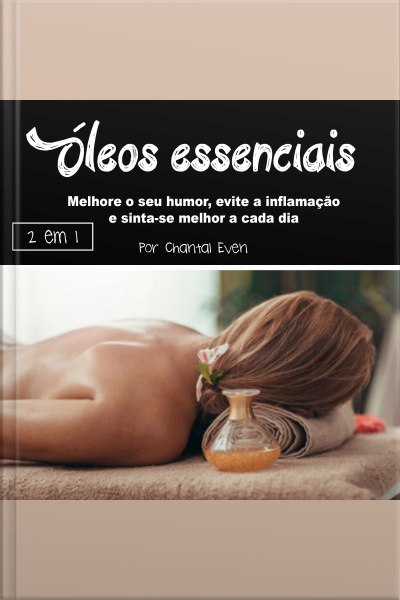 Óleos essenciais
Melhore o seu humor, evite a inflamação
e sinta-se melhor a cada dia
2 em 1
Por Chantal Even